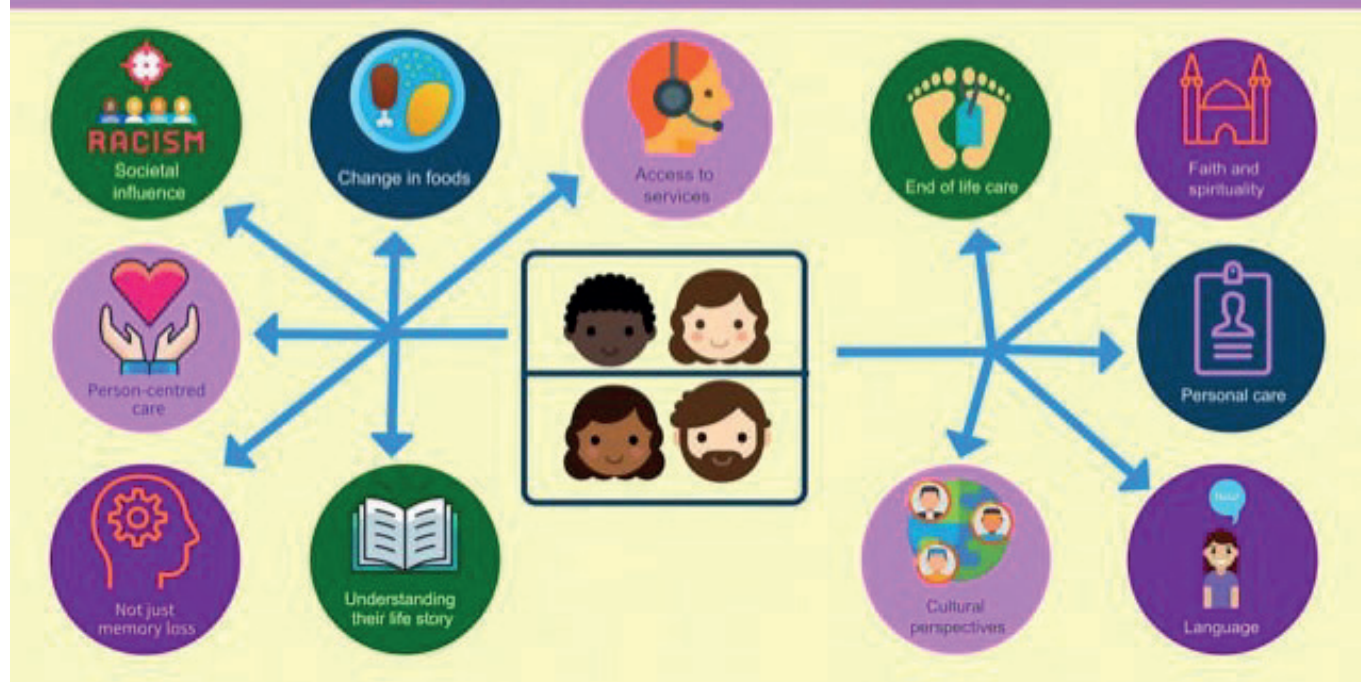 RACISM
Societal
influence
Change in foods
Access to
services
End of life care
Faith and
spirituality
Person-centred
care
Personal care
Not just
memory loss
Understanding
their life story
Cultural
perspectives
Language